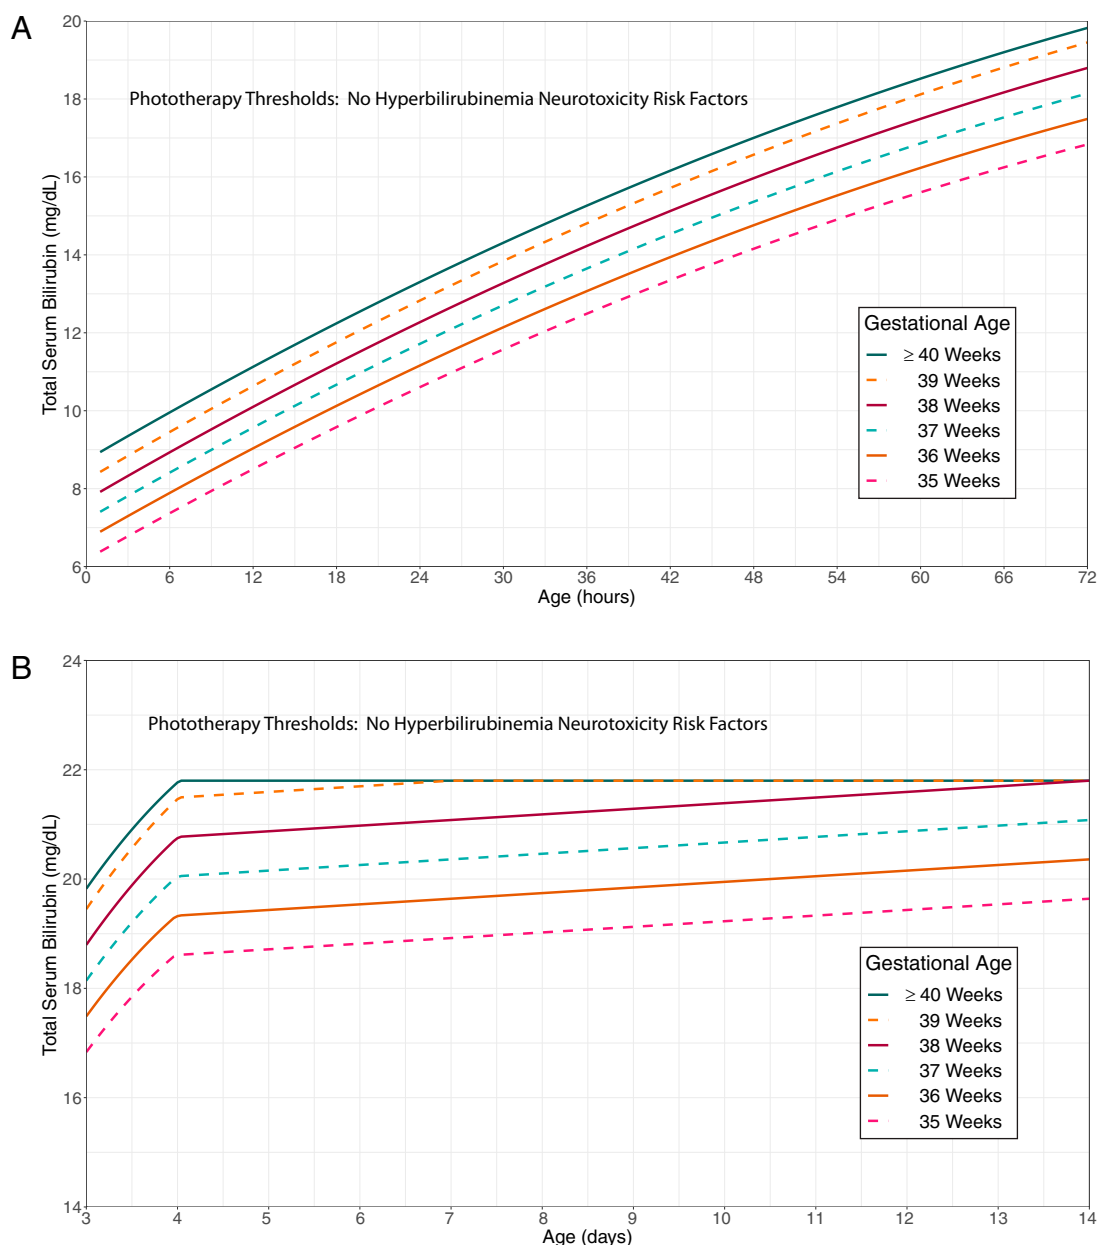 A
Phototherapy Thresholds: No Hyperbilirubinemia Neurotoxicity Risk Factors
Total Serum Bilirubin (mg/dL)
20
18
16
14
12
10
8
6
0 6 12 18 24 30 36 42 48 54 60 66 72
Age (hours)
Gestational Age
≥ 40 Weeks
39 Weeks
38 Weeks
37 Weeks
36 Weeks
35 Weeks
B
Phototherapy Thresholds: No Hyperbilirubinemia Neurotoxicity Risk Factors
Total Serum Bilirubin (mg/dL)
24
22
20
18
16
14
3 4 5 6 7 8 9 10 11 12 13 14
Age (days)
Gestational Age
≥ 40 Weeks
39 Weeks
38 Weeks
37 Weeks
36 Weeks
35 Weeks